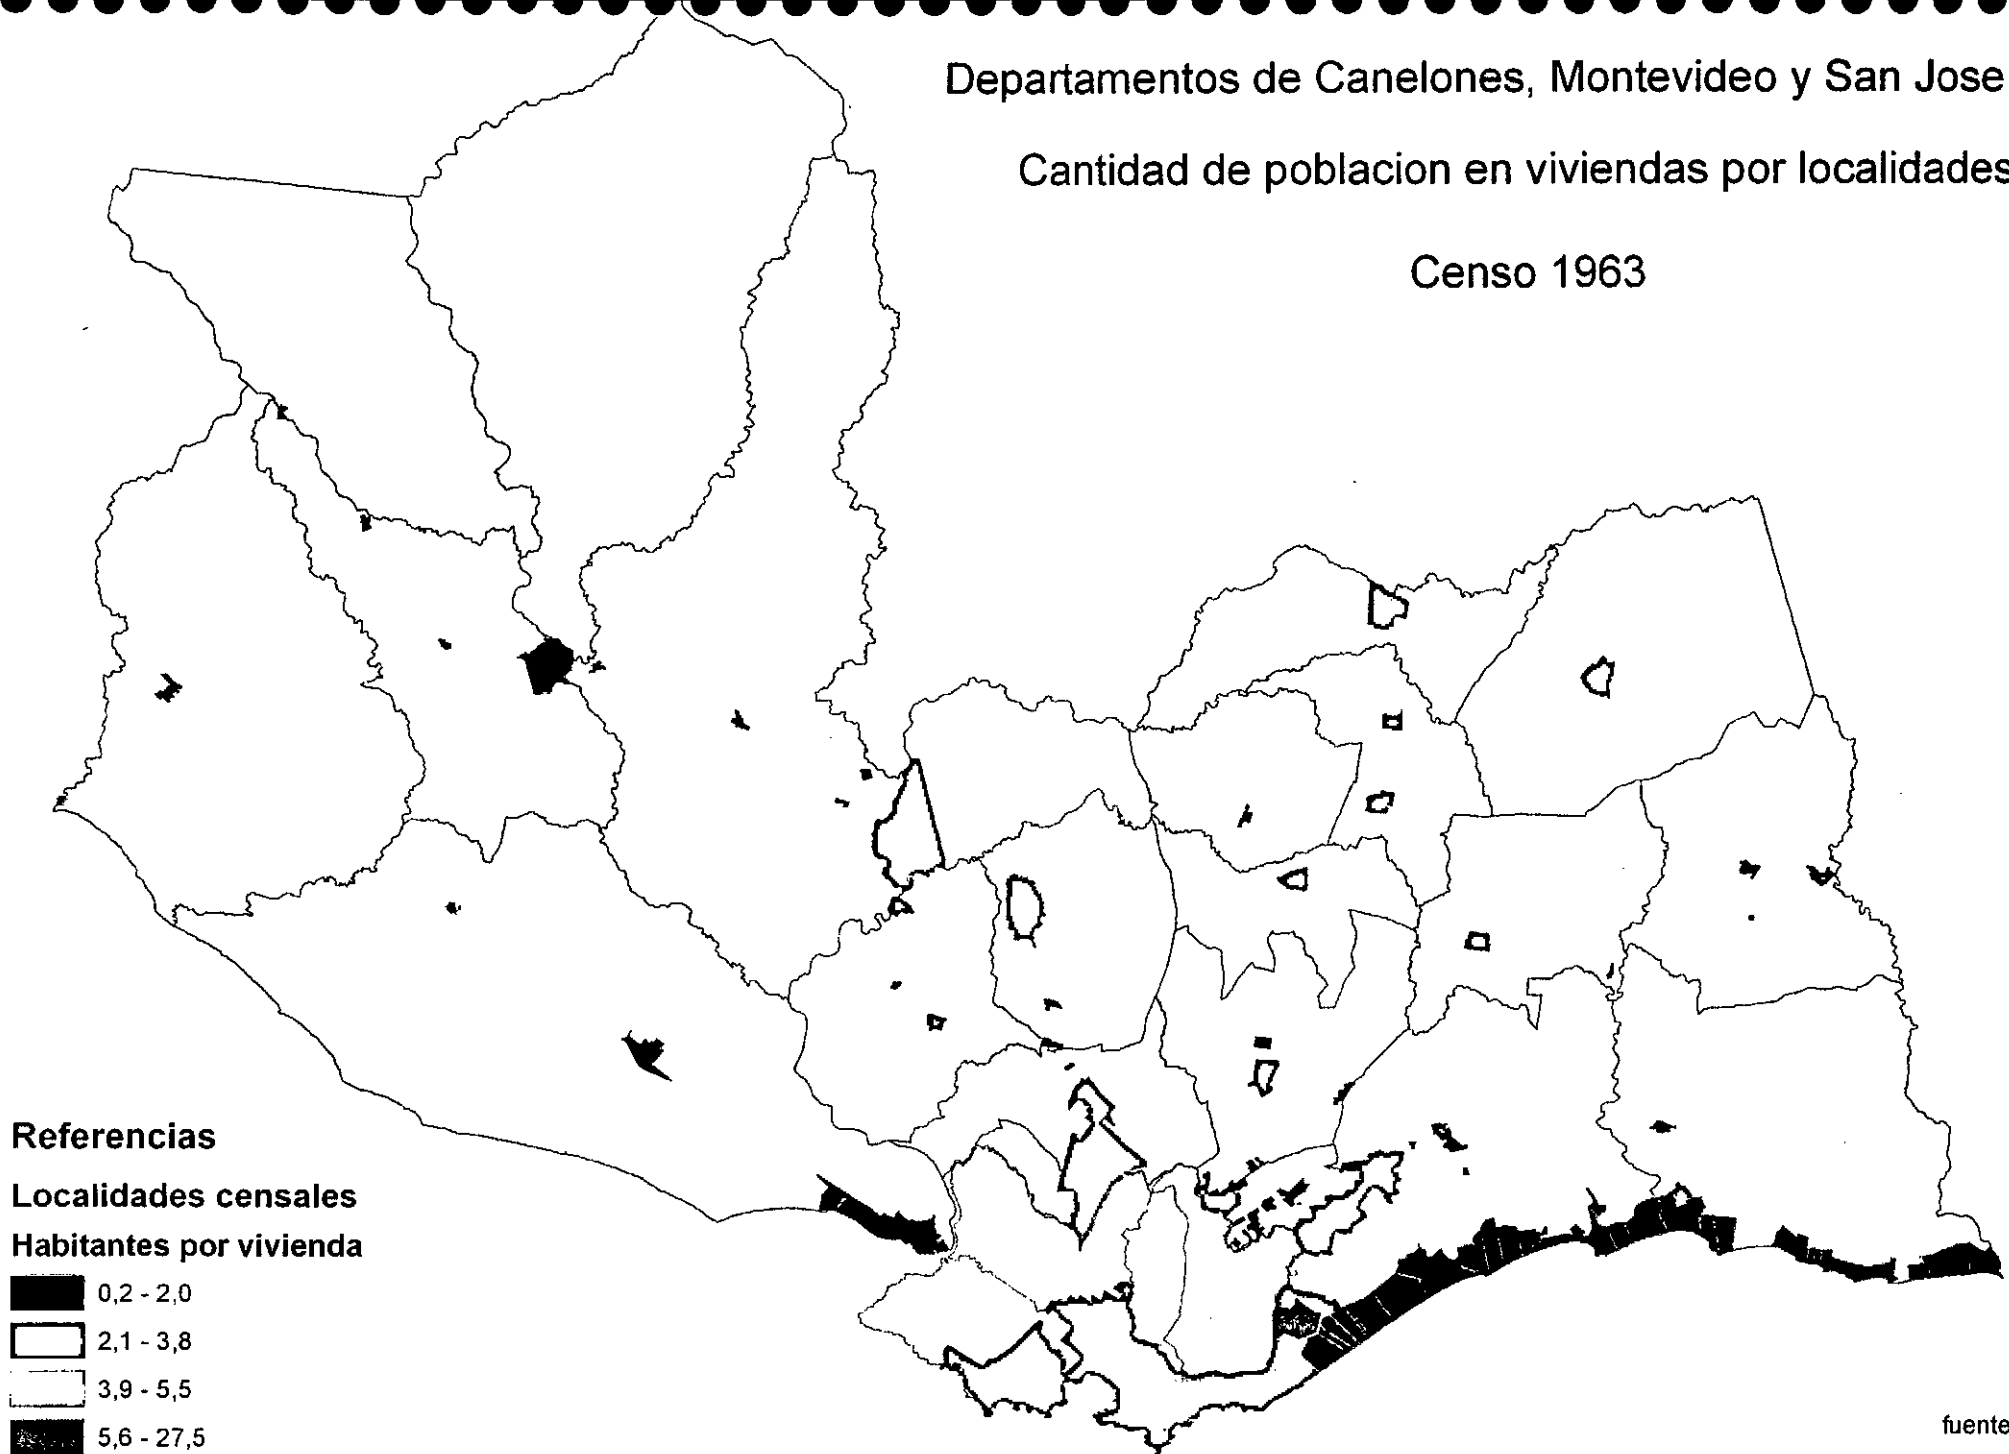 Departamentos de Canelones, Montevideo y San Jose
Cantidad de poblacion en viviendas por localidades
Censo 1963
Referencias
Localidades censales
Habitantes por vivienda
0,2 - 2,0
2,1 - 3,8
3,9 - 5,5
5,6 - 27,5
fuente